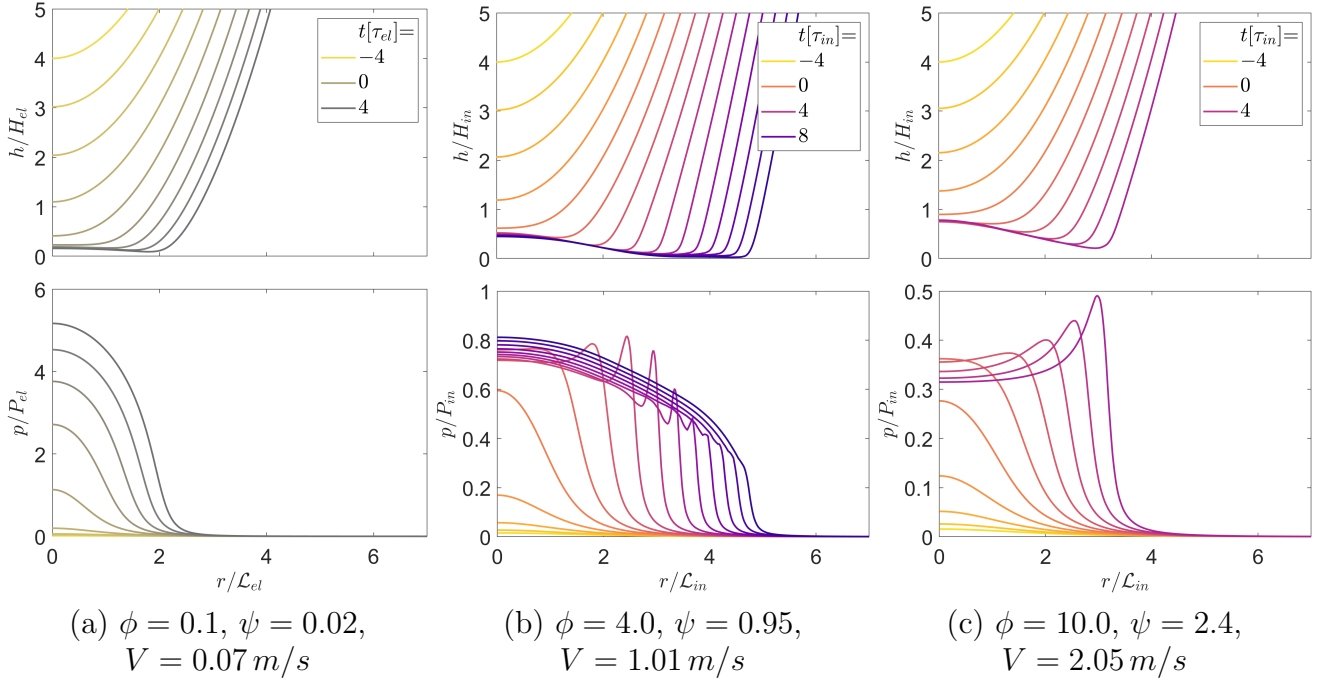 5
4
3
2
1
0
h/H_el
t[τ_el]=
−4
0
4
5
4
3
2
1
0
h/H_in
t[τ_in]=
−4
0
4
8
5
4
3
2
1
0
h/H_in
t[τ_in]=
−4
0
4
6
4
2
0
p/P_el
0 2 4 6
r/ℒ_el
1
0.8
0.6
0.4
0.2
0
p/P_in
0 2 4 6
r/ℒ_in
0.5
0.4
0.3
0.2
0.1
0
p/P_in
0 2 4 6
r/ℒ_in
(a) ϕ = 0.1, ψ = 0.02,
V = 0.07 m/s
(b) ϕ = 4.0, ψ = 0.95,
V = 1.01 m/s
(c) ϕ = 10.0, ψ = 2.4,
V = 2.05 m/s